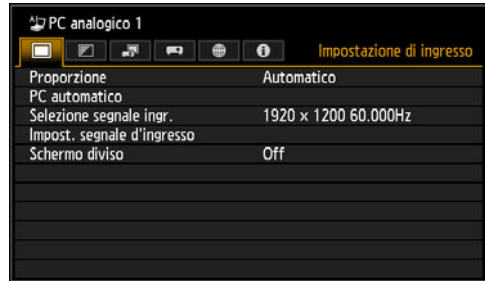 PC analogico 1
Impostazione di ingresso
Proporzione Automatico
PC automatico
Selezione segnale ingr. 1920 x 1200 60.000Hz
Impost. segnale d'ingresso
Schermo diviso Off